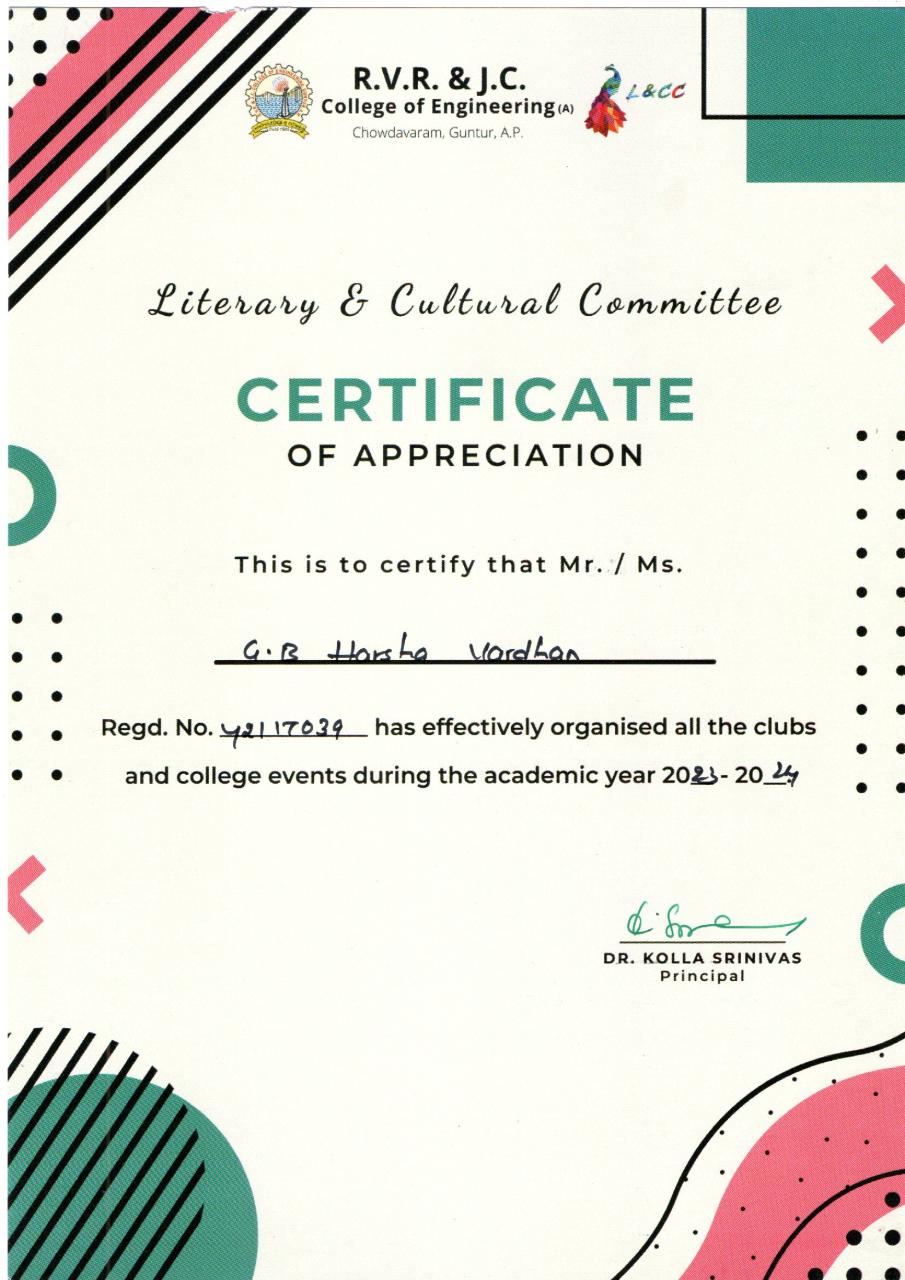 R.V.R. & J.C.
College of Engineering (A)
Chowdavaram, Guntur, A.P.
L&CC
Literary & Cultural Committee
CERTIFICATE
OF APPRECIATION
This is to certify that Mr. / Ms.
G.B Harsha Vardhan
Regd. No. Y21IT039 has effectively organised all the clubs
and college events during the academic year 2023- 2024
DR. KOLLA SRINIVAS
Principal